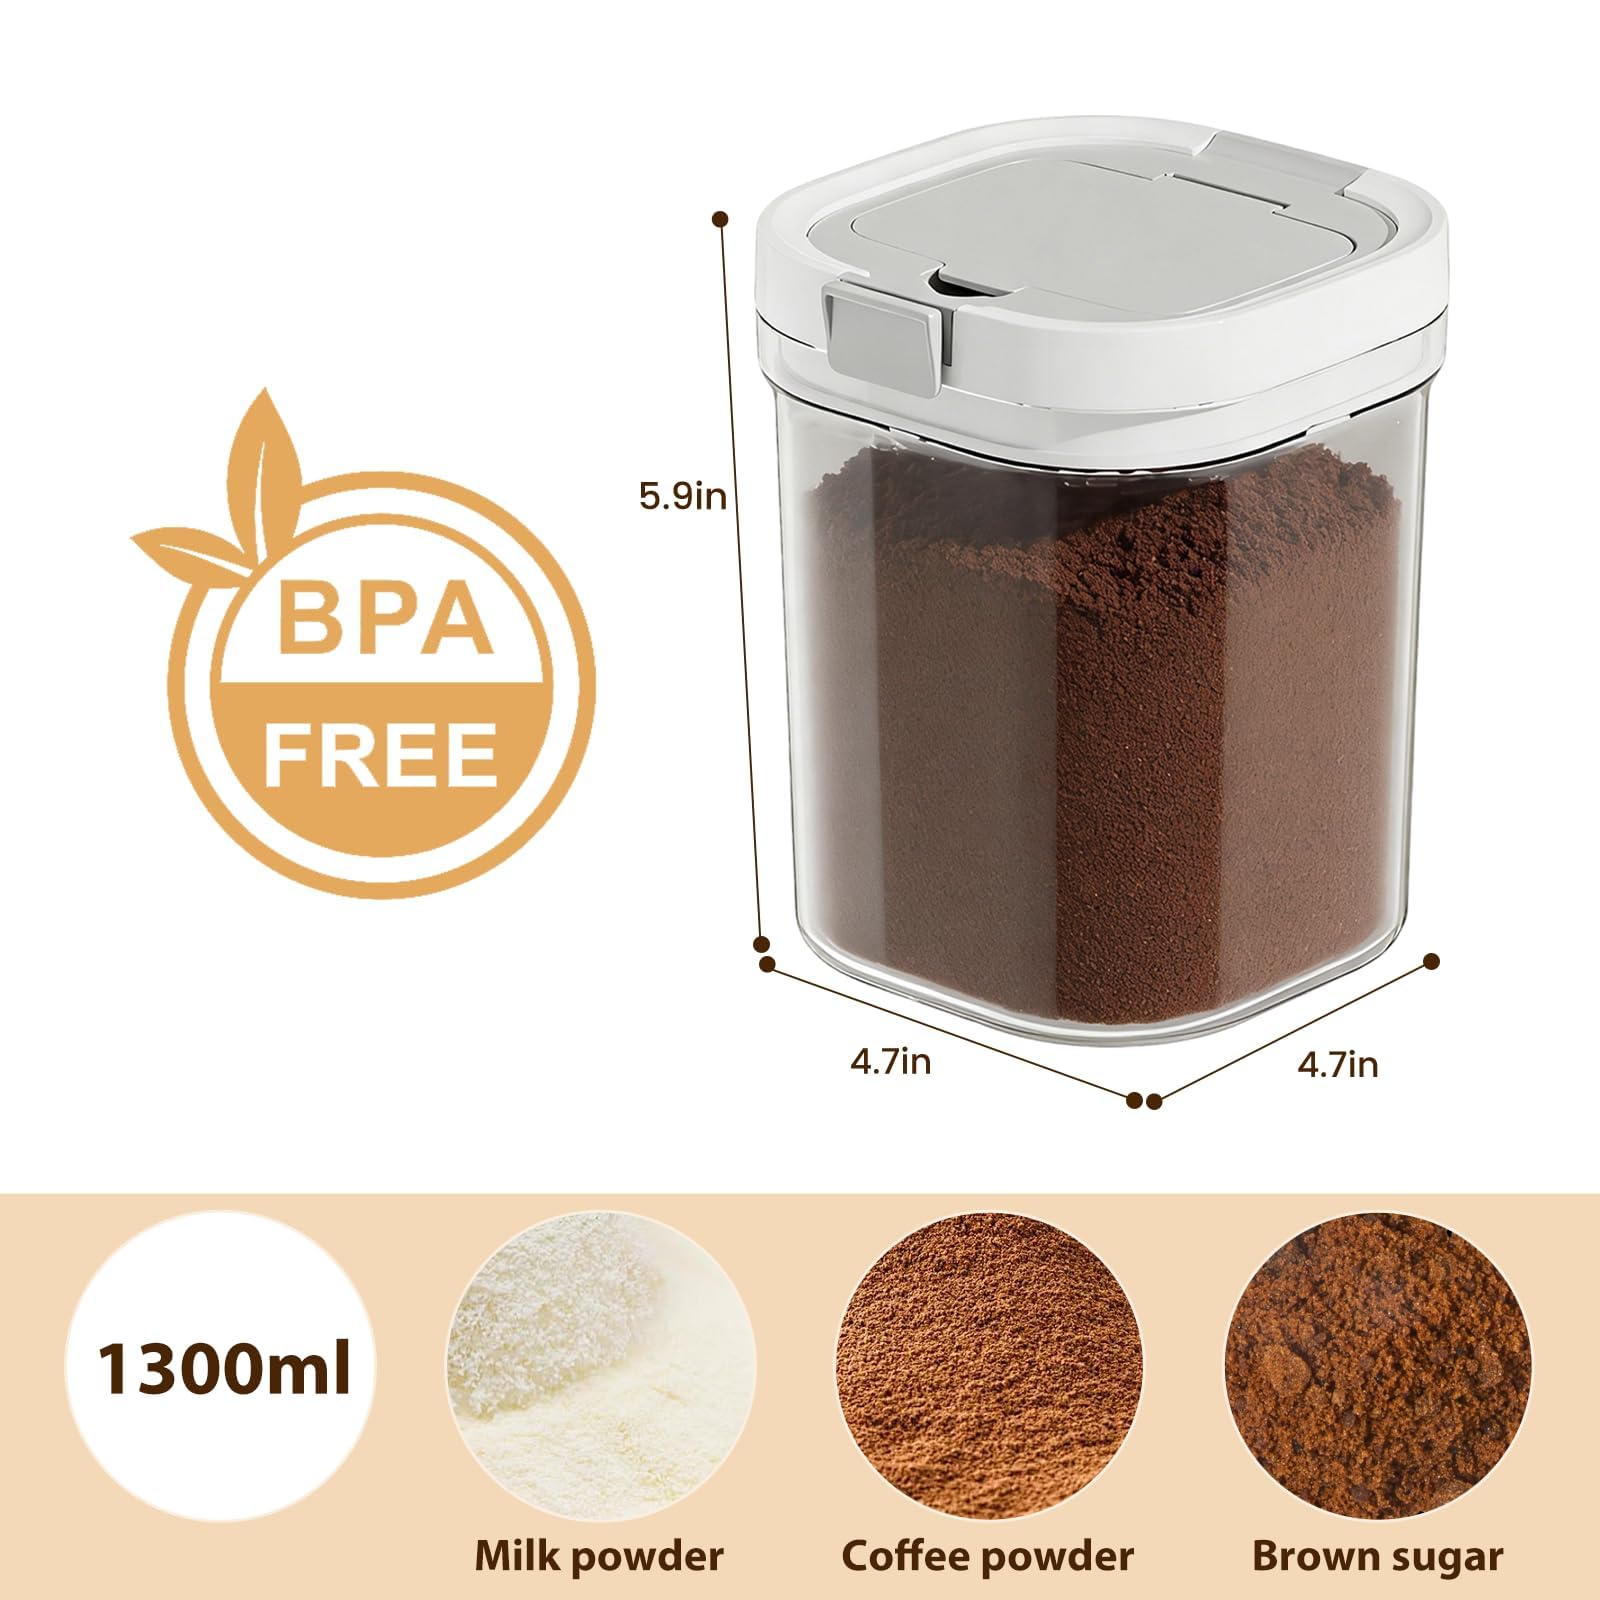 BPA
FREE
5.9in
4.7in
4.7in
1300ml
Milk powder
Coffee powder
Brown sugar